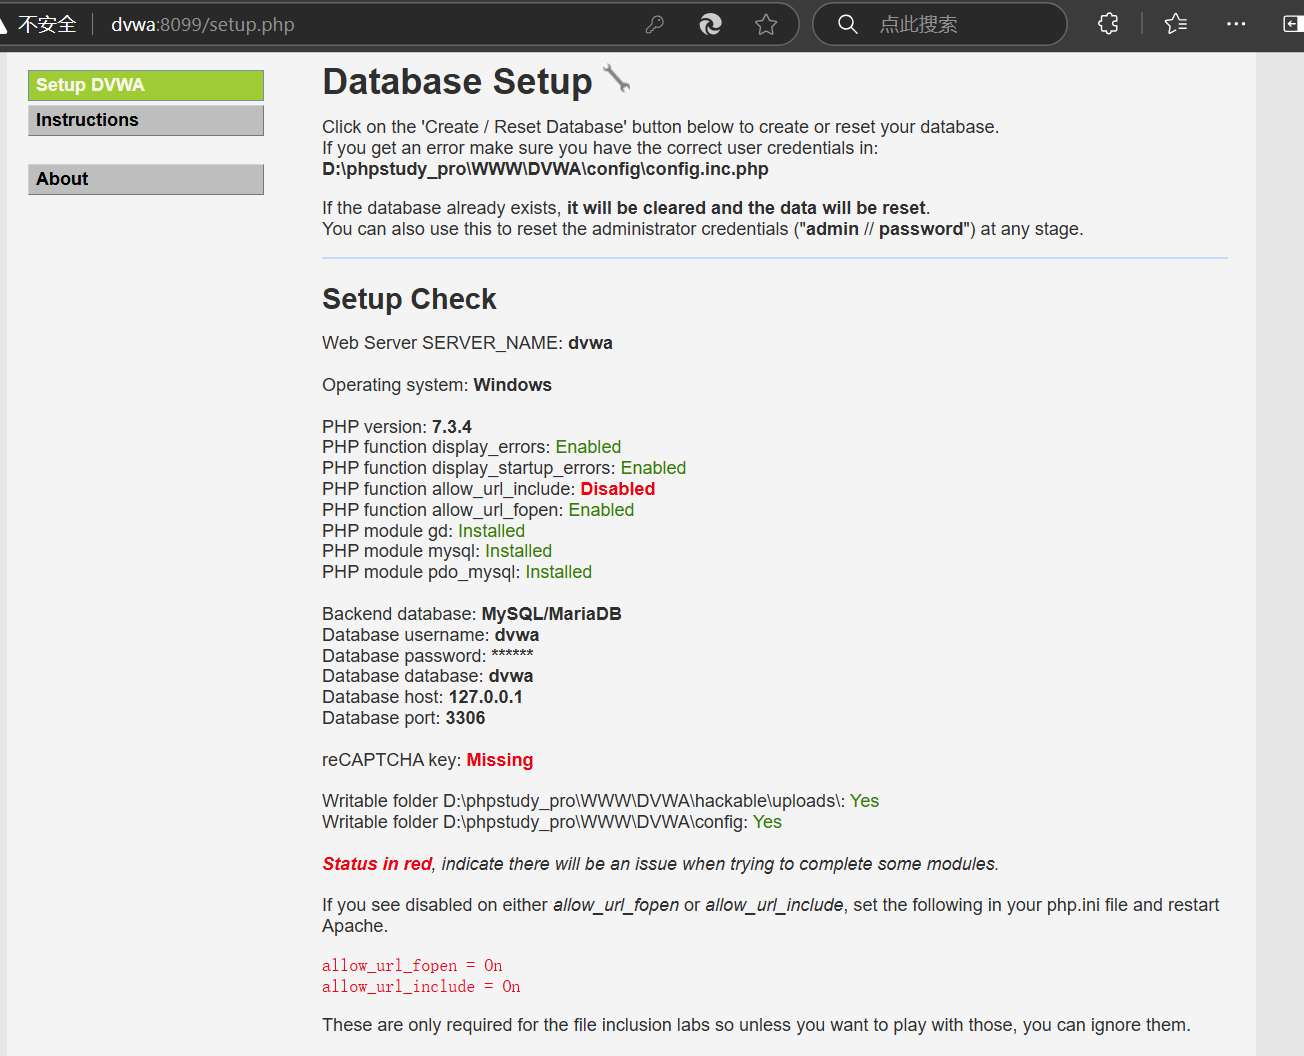 不安全
dvwa:8099/setup.php
点此搜索
Setup DVWA
Instructions
About
Database Setup
Click on the 'Create / Reset Database' button below to create or reset your database.
If you get an error make sure you have the correct user credentials in:
D:\phpstudy_pro\WWW\DVWA\config\config.inc.php
If the database already exists, it will be cleared and the data will be reset.
You can also use this to reset the administrator credentials ("admin // password") at any stage.
Setup Check
Web Server SERVER_NAME: dvwa
Operating system: Windows
PHP version: 7.3.4
PHP function display_errors: Enabled
PHP function display_startup_errors: Enabled
PHP function allow_url_include: Disabled
PHP function allow_url_fopen: Enabled
PHP module gd: Installed
PHP module mysql: Installed
PHP module pdo_mysql: Installed
Backend database: MySQL/MariaDB
Database username: dvwa
Database password: ******
Database database: dvwa
Database host: 127.0.0.1
Database port: 3306
reCAPTCHA key: Missing
Writable folder D:\phpstudy_pro\WWW\DVWA\hackable\uploads\: Yes
Writable folder D:\phpstudy_pro\WWW\DVWA\config: Yes
Status in red, indicate there will be an issue when trying to complete some modules.
If you see disabled on either allow_url_fopen or allow_url_include, set the following in your php.ini file and restart
Apache.
allow_url_fopen = On
allow_url_include = On
These are only required for the file inclusion labs so unless you want to play with those, you can ignore them.